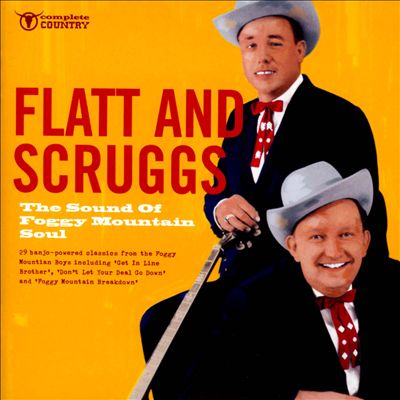 complete
COUNTRY
FLATT AND
SCRUGGS
The Sound Of
Foggy Mountain
Soul
29 banjo-powered classics from the Foggy
Mountian Boys including 'Get In Line
Brother', 'Don't Let Your Deal Go Down'
and 'Foggy Mountain Breakdown'